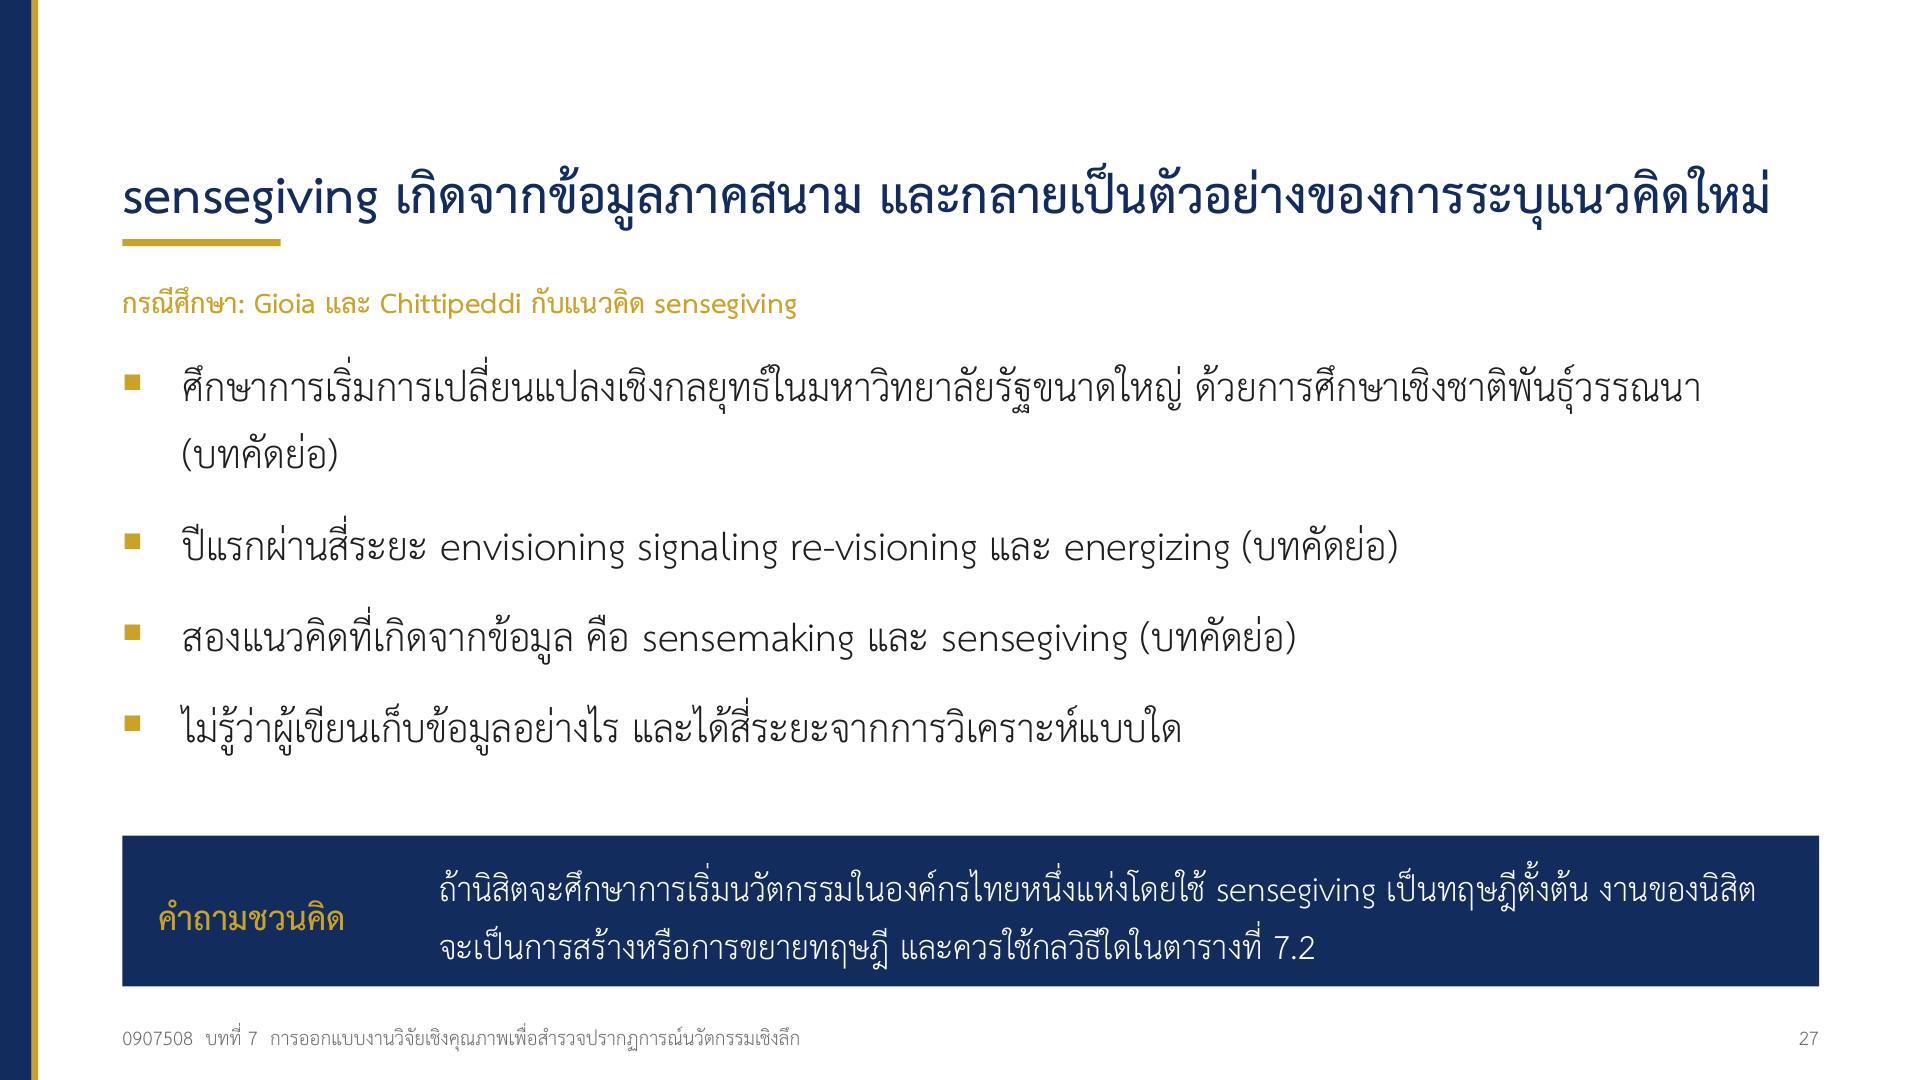 sensegiving เกิดจากข้อมูลภาคสนาม และกลายเป็นตัวอย่างของการระบุแนวคิดใหม่
กรณีศึกษา: Gioia และ Chittipeddi กับแนวคิด sensegiving
ศึกษาการเริ่มการเปลี่ยนแปลงเชิงกลยุทธ์ในมหาวิทยาลัยรัฐขนาดใหญ่ ด้วยการศึกษาเชิงชาติพันธุ์วรรณนา
(บทคัดย่อ)
ปีแรกผ่านสี่ระยะ envisioning signaling re-visioning และ energizing (บทคัดย่อ)
สองแนวคิดที่เกิดจากข้อมูล คือ sensemaking และ sensegiving (บทคัดย่อ)
ไม่รู้ว่าผู้เขียนเก็บข้อมูลอย่างไร และได้สี่ระยะจากการวิเคราะห์แบบใด
คำถามชวนคิด
ถ้านิสิตจะศึกษาการเริ่มนวัตกรรมในองค์กรไทยหนึ่งแห่งโดยใช้ sensegiving เป็นทฤษฎีตั้งต้น งานของนิสิต
จะเป็นการสร้างหรือการขยายทฤษฎี และควรใช้กลวิธีใดในตารางที่ 7.2
0907508 บทที่ 7 การออกแบบงานวิจัยเชิงคุณภาพเพื่อสำรวจปรากฏการณ์นวัตกรรมเชิงลึก
27